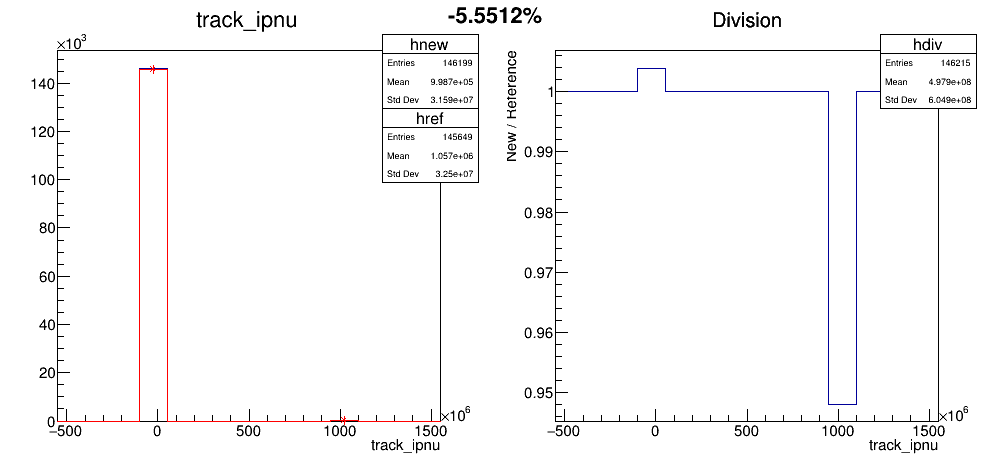 -5.5512%
track_ipnu
×10³
hnew
Entries 146199
Mean 9.987e+05
Std Dev 3.159e+07
href
Entries 145649
Mean 1.057e+06
Std Dev 3.25e+07
140
120
100
80
60
40
20
0
−500 0 500 1000 1500
×10⁶
track_ipnu
Division
hdiv
Entries 146215
Mean 4.979e+08
Std Dev 6.049e+08
New / Reference
1
0.99
0.98
0.97
0.96
0.95
−500 0 500 1000 1500
×10⁶
track_ipnu